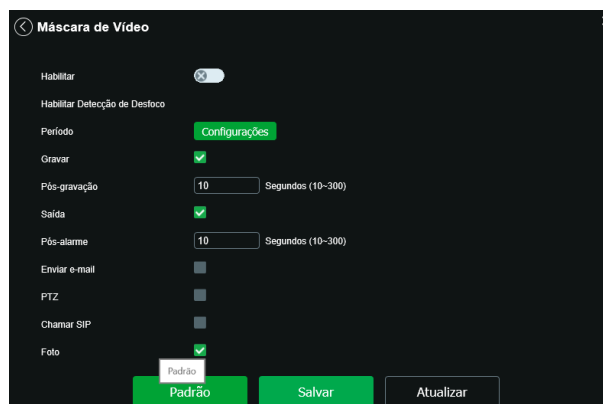 Máscara de Vídeo
Habilitar
Habilitar Detecção de Desfoco
Período Configurações
Gravar
Pós-gravação 10 Segundos (10~300)
Saída
Pós-alarme 10 Segundos (10~300)
Enviar e-mail
PTZ
Chamar SIP
Foto
Padrão
Padrão Salvar Atualizar